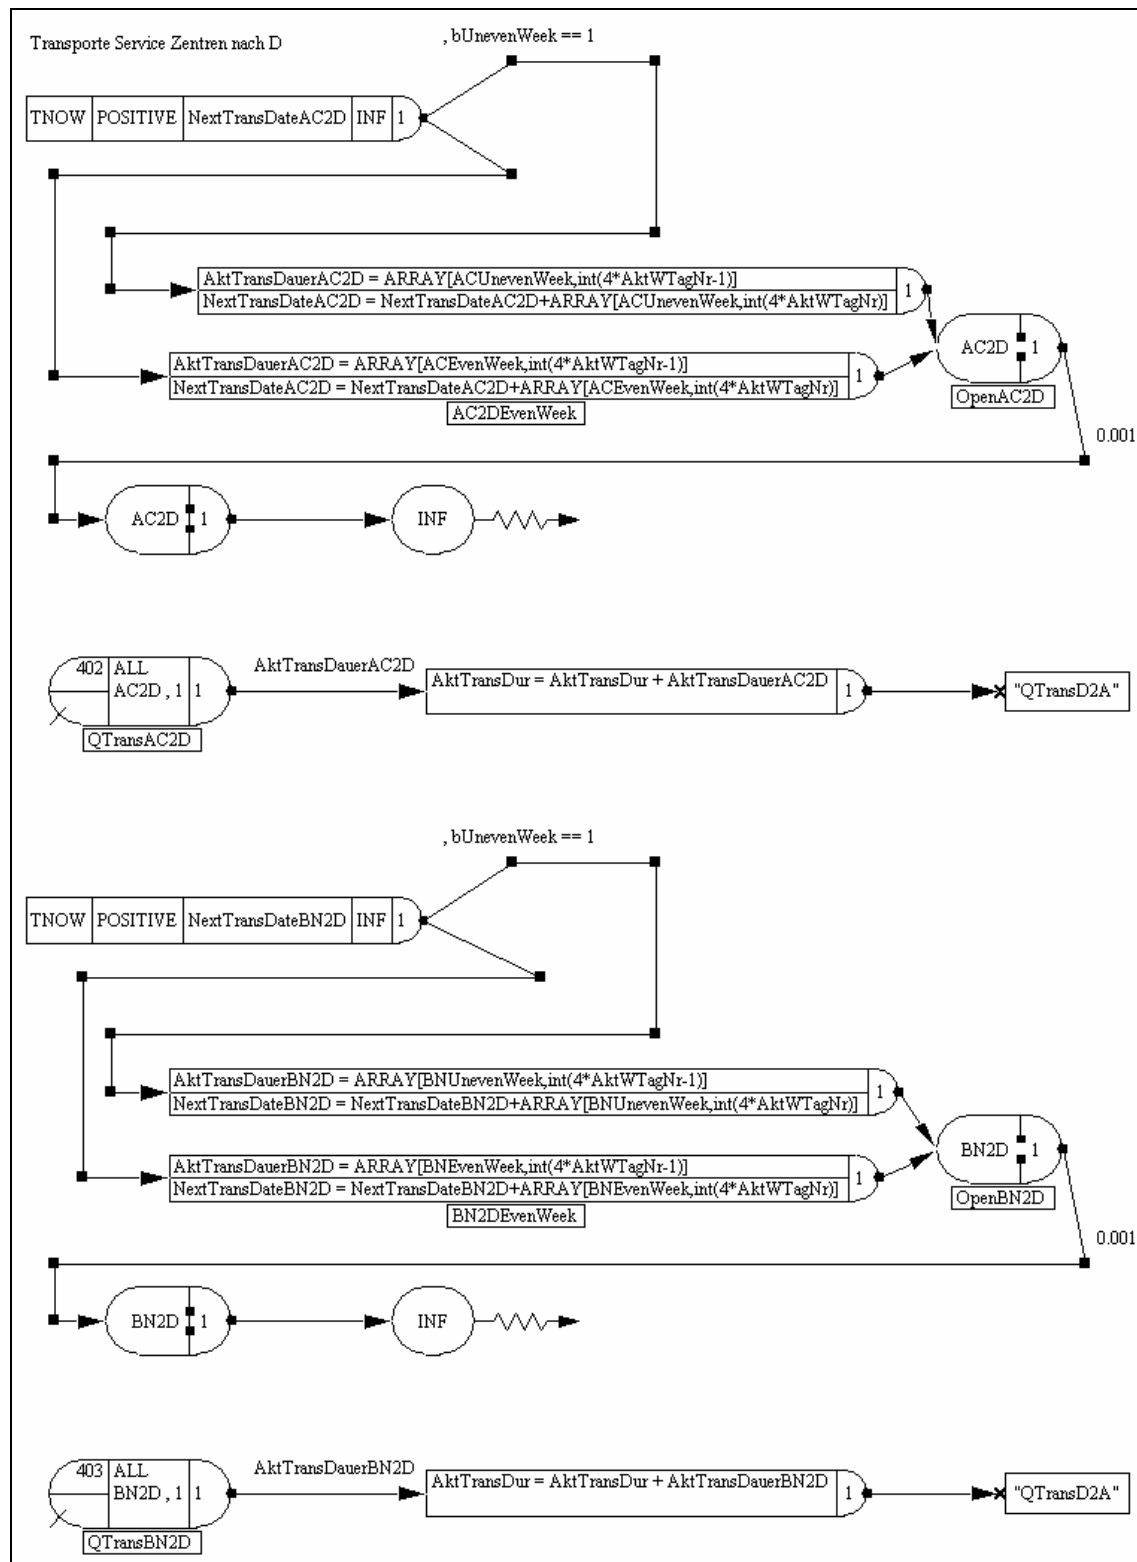 Transporte Service Zentren nach D
, bUnevenWeek == 1
TNOW POSITIVE NextTransDateAC2D INF 1
AktTransDauerAC2D = ARRAY[ACUnevenWeek,int(4*AktWTagNr-1)]
NextTransDateAC2D = NextTransDateAC2D+ARRAY[ACUnevenWeek,int(4*AktWTagNr)]
1
AktTransDauerAC2D = ARRAY[ACEvenWeek,int(4*AktWTagNr-1)]
NextTransDateAC2D = NextTransDateAC2D+ARRAY[ACEvenWeek,int(4*AktWTagNr)]
1
AC2DEvenWeek
AC2D 1
OpenAC2D
0.001
AC2D 1
INF
402 ALL
AC2D , 1 1
QTransAC2D
AktTransDauerAC2D
AktTransDur = AktTransDur + AktTransDauerAC2D
1
"QTransD2A"
, bUnevenWeek == 1
TNOW POSITIVE NextTransDateBN2D INF 1
AktTransDauerBN2D = ARRAY[BNUnevenWeek,int(4*AktWTagNr-1)]
NextTransDateBN2D = NextTransDateBN2D+ARRAY[BNUnevenWeek,int(4*AktWTagNr)]
1
AktTransDauerBN2D = ARRAY[BNEvenWeek,int(4*AktWTagNr-1)]
NextTransDateBN2D = NextTransDateBN2D+ARRAY[BNEvenWeek,int(4*AktWTagNr)]
1
BN2DEvenWeek
BN2D 1
OpenBN2D
0.001
BN2D 1
INF
403 ALL
BN2D , 1 1
QTransBN2D
AktTransDauerBN2D
AktTransDur = AktTransDur + AktTransDauerBN2D
1
"QTransD2A"